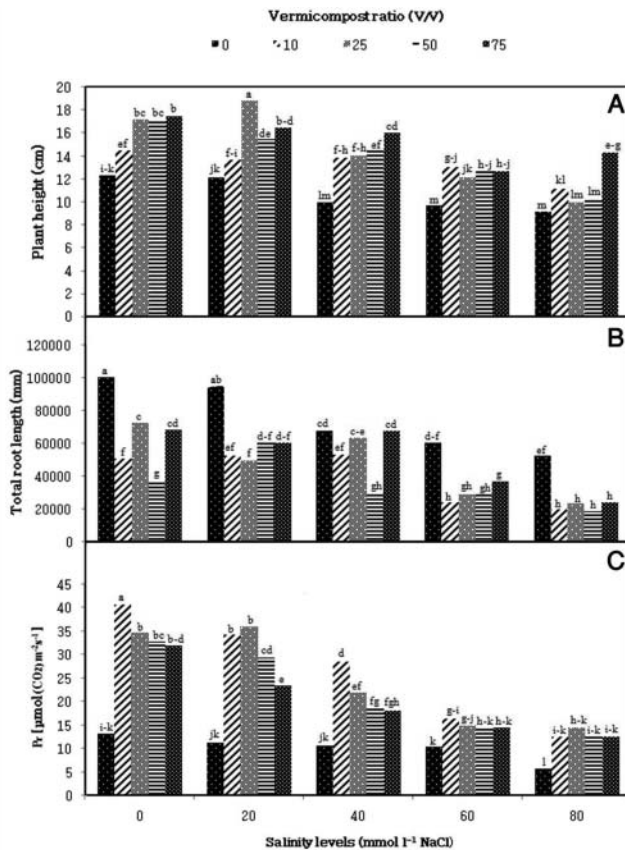 Vermicompost ratio (V/V)
0 10 25 50 75
A
Plant height (cm)
20
18
16
14
12
10
8
6
4
2
0
i-k ef bc bc b
jk f-i a de b-d
lm f-h f-h ef cd
m g-j jk h-j h-j
m kl lm lm e-g
B
Total root length (mm)
120000
100000
80000
60000
40000
20000
0
a f c g cd
ab ef f d-f d-f
cd ef c-e gh cd
d-f h gh gh g
ef h h h h
C
Pr [µmol (CO2) m-2s-1]
45
40
35
30
25
20
15
10
5
0
i-k a b bc b-d
jk b b cd e
jk d ef fg fgh
k g-i g-j h-k h-k
l i-k h-k i-k i-k
0 20 40 60 80
Salinity levels (mmol l-1 NaCl)